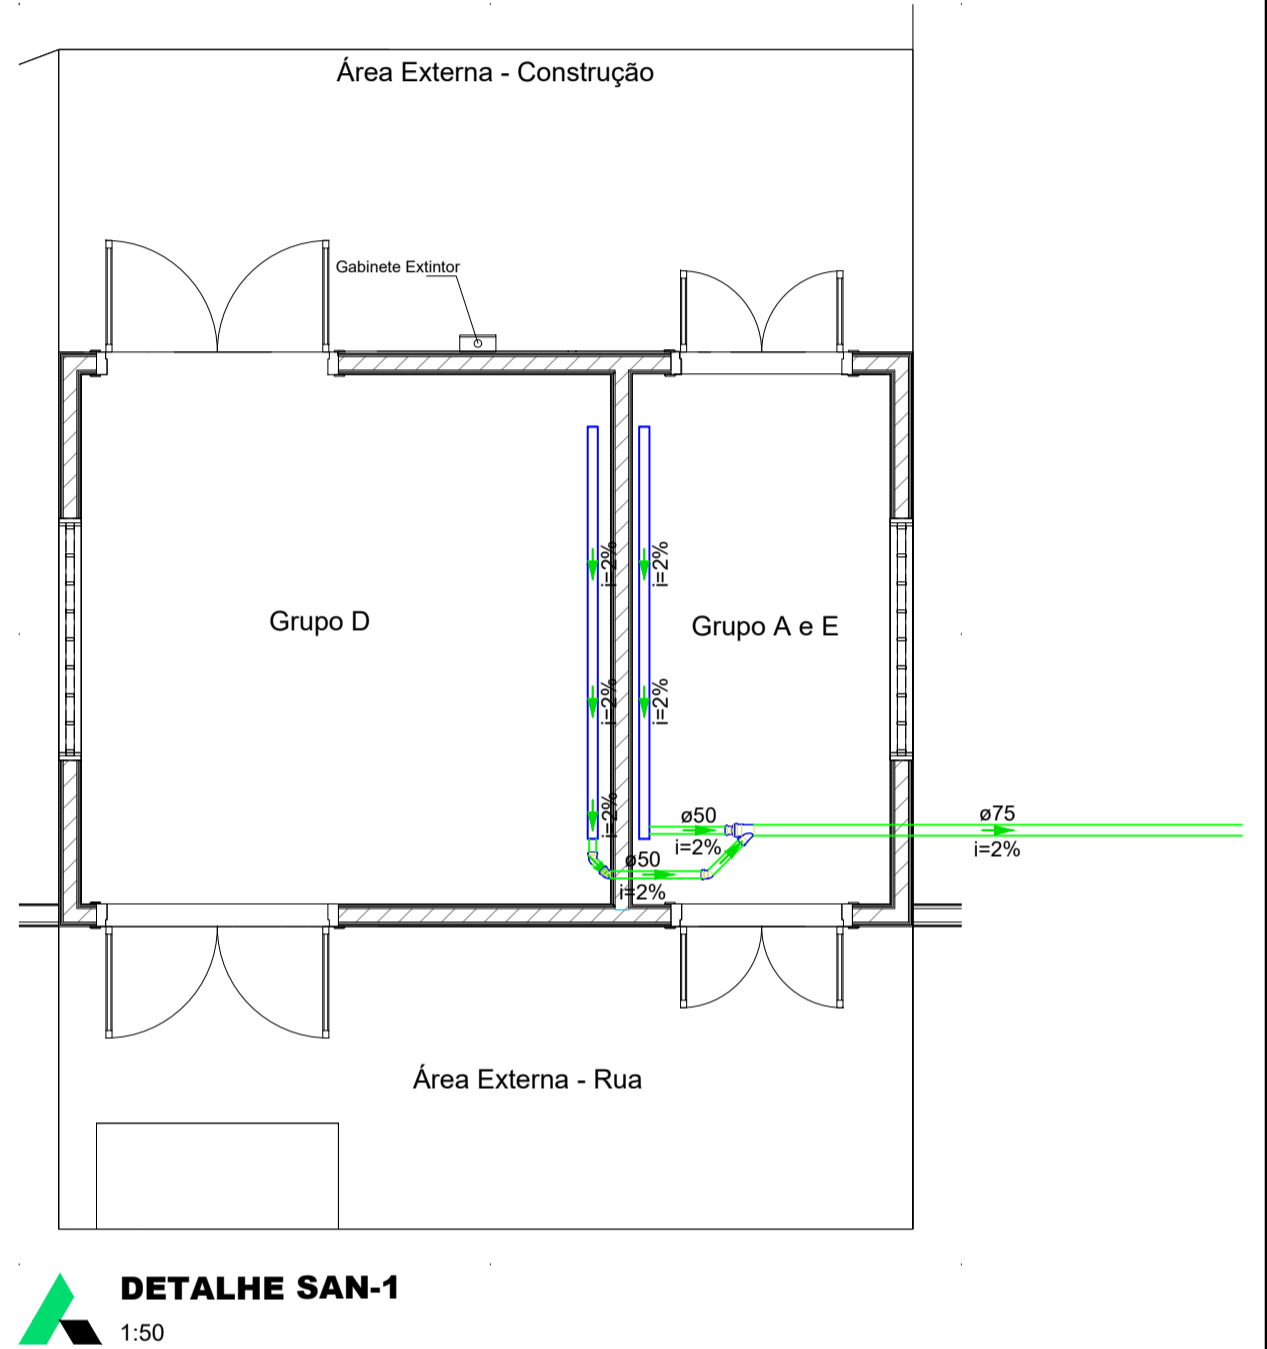 Área Externa - Construção
Gabinete Extintor
i=2%
i=2%
Grupo D
Grupo A e E
i=2%
i=2%
i=2%
ø50
i=2%
ø75
i=2%
ø50
i=2%
Área Externa - Rua
DETALHE SAN-1
1:50